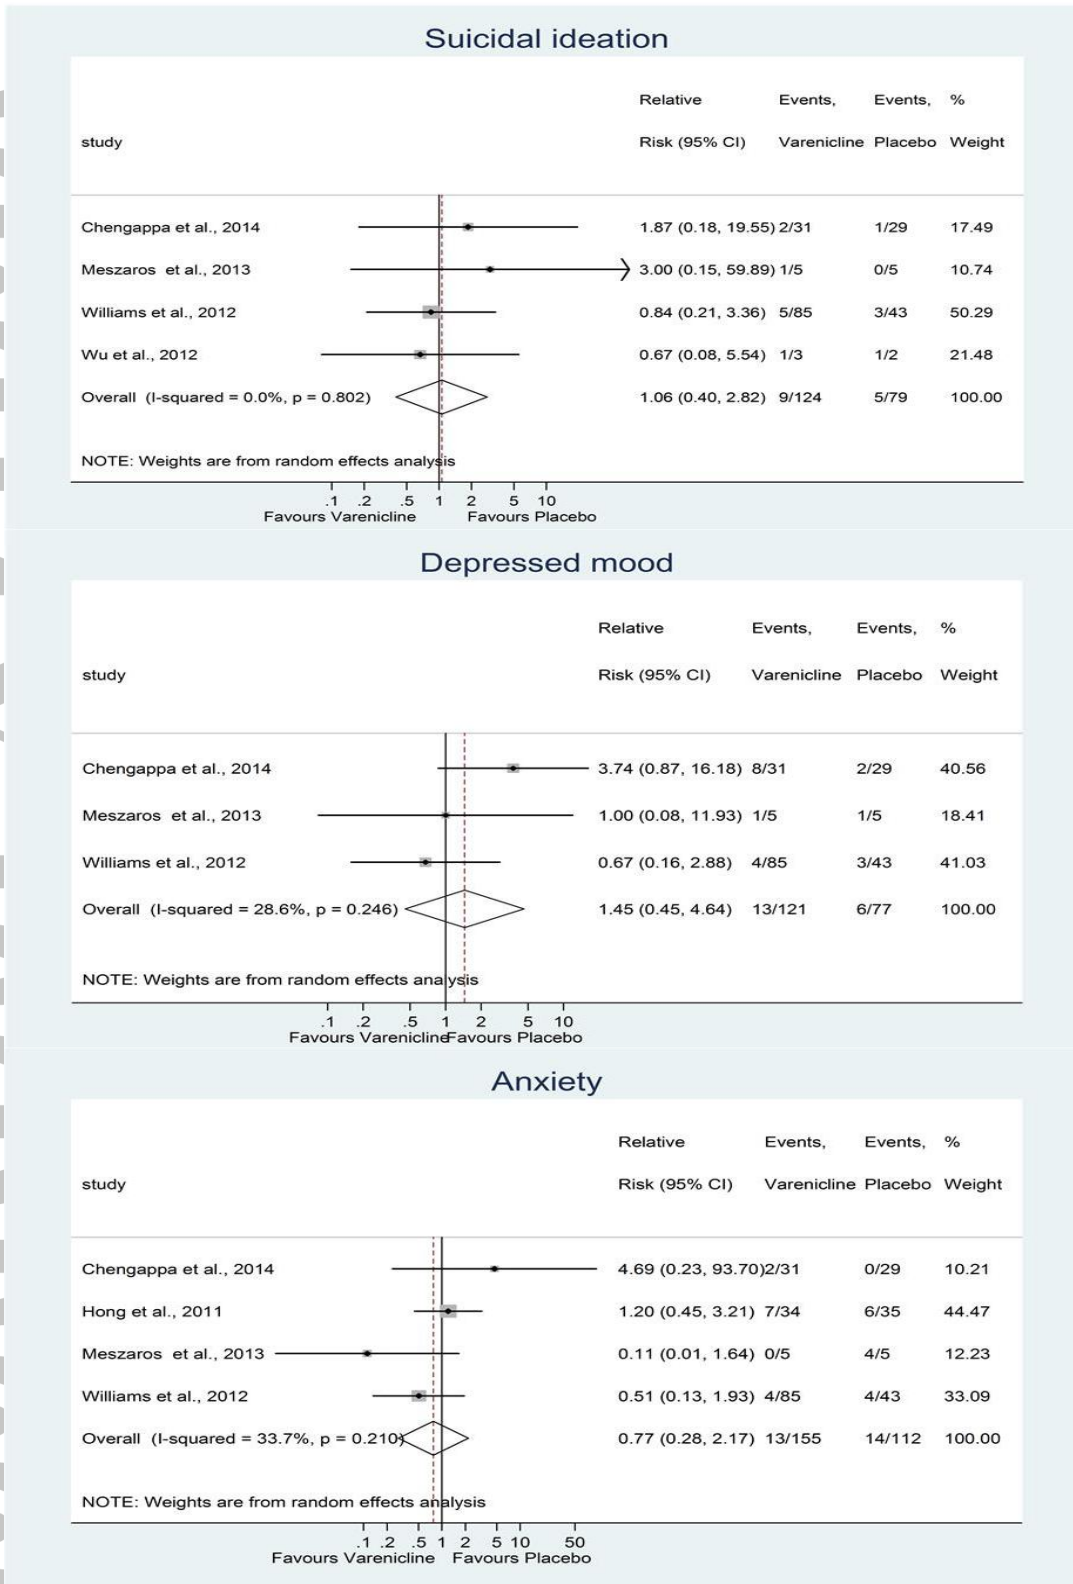 Suicidal ideation
Relative Events, Events, %
study Risk (95% CI) Varenicline Placebo Weight
Chengappa et al., 2014 1.87 (0.18, 19.55) 2/31 1/29 17.49
Meszaros et al., 2013 3.00 (0.15, 59.89) 1/5 0/5 10.74
Williams et al., 2012 0.84 (0.21, 3.36) 5/85 3/43 50.29
Wu et al., 2012 0.67 (0.08, 5.54) 1/3 1/2 21.48
Overall (I-squared = 0.0%, p = 0.802) 1.06 (0.40, 2.82) 9/124 5/79 100.00
NOTE: Weights are from random effects analysis
.1 .2 .5 1 2 5 10
Favours Varenicline Favours Placebo
Depressed mood
Relative Events, Events, %
study Risk (95% CI) Varenicline Placebo Weight
Chengappa et al., 2014 3.74 (0.87, 16.18) 8/31 2/29 40.56
Meszaros et al., 2013 1.00 (0.08, 11.93) 1/5 1/5 18.41
Williams et al., 2012 0.67 (0.16, 2.88) 4/85 3/43 41.03
Overall (I-squared = 28.6%, p = 0.246) 1.45 (0.45, 4.64) 13/121 6/77 100.00
NOTE: Weights are from random effects analysis
.1 .2 .5 1 2 5 10
Favours Varenicline Favours Placebo
Anxiety
Relative Events, Events, %
study Risk (95% CI) Varenicline Placebo Weight
Chengappa et al., 2014 4.69 (0.23, 93.70) 2/31 0/29 10.21
Hong et al., 2011 1.20 (0.45, 3.21) 7/34 6/35 44.47
Meszaros et al., 2013 0.11 (0.01, 1.64) 0/5 4/5 12.23
Williams et al., 2012 0.51 (0.13, 1.93) 4/85 4/43 33.09
Overall (I-squared = 33.7%, p = 0.210) 0.77 (0.28, 2.17) 13/155 14/112 100.00
NOTE: Weights are from random effects analysis
.1 .2 .5 1 2 5 10 50
Favours Varenicline Favours Placebo